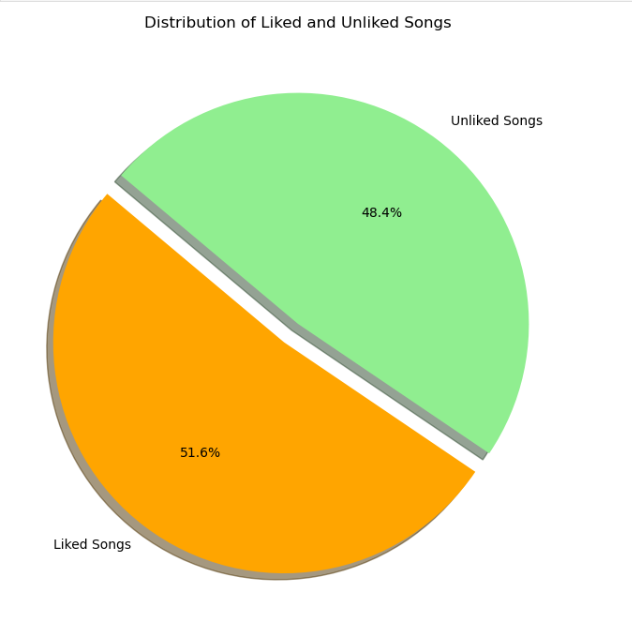 Distribution of Liked and Unliked Songs
Unliked Songs
48.4%
51.6%
Liked Songs